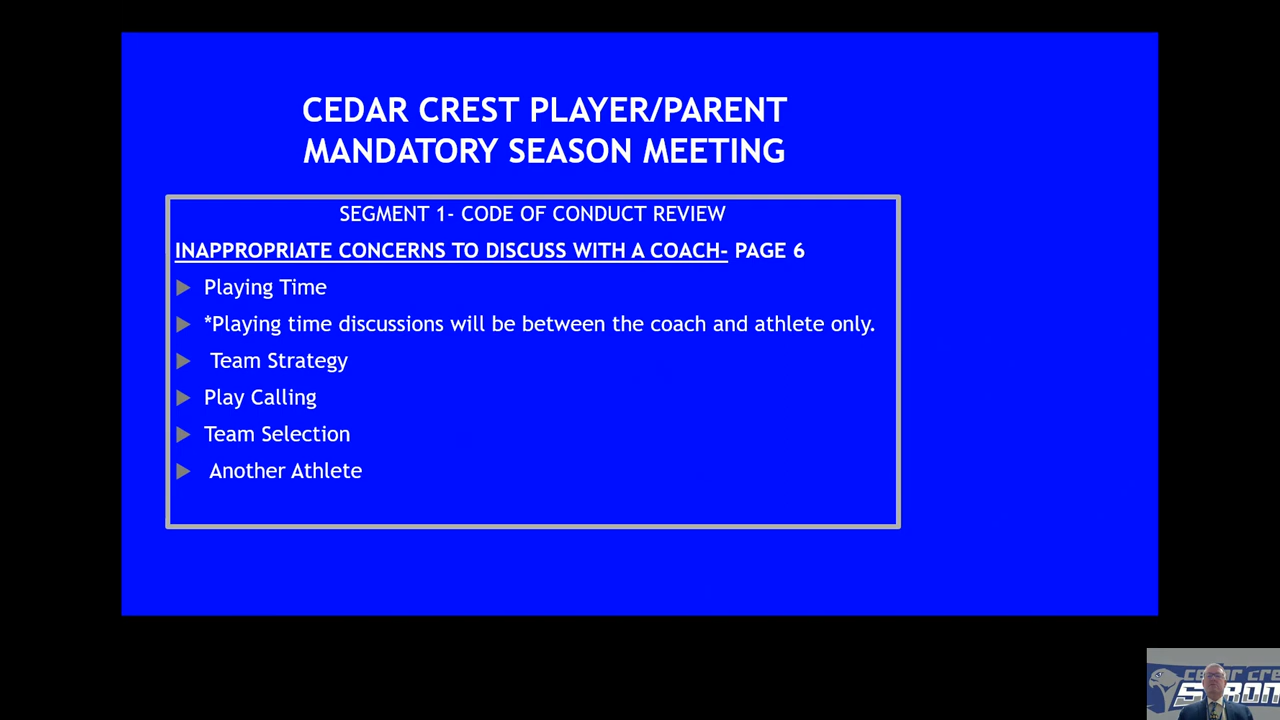 CEDAR CREST PLAYER/PARENT
MANDATORY SEASON MEETING
SEGMENT 1- CODE OF CONDUCT REVIEW
INAPPROPRIATE CONCERNS TO DISCUSS WITH A COACH- PAGE 6
Playing Time
*Playing time discussions will be between the coach and athlete only.
Team Strategy
Play Calling
Team Selection
Another Athlete
cedar cre